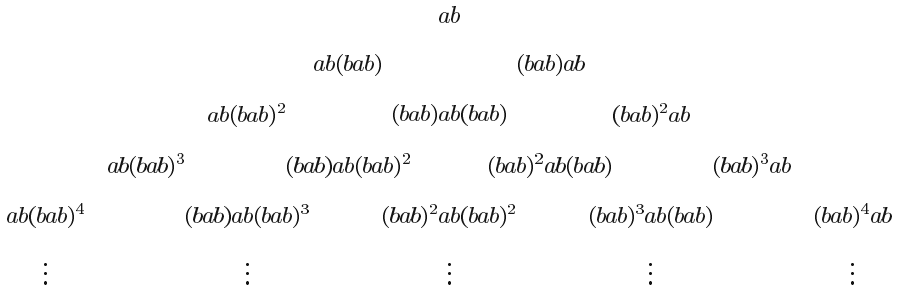 ab
ab(bab) (bab)ab
ab(bab)² (bab)ab(bab) (bab)²ab
ab(bab)³ (bab)ab(bab)² (bab)²ab(bab) (bab)³ab
ab(bab)⁴ (bab)ab(bab)³ (bab)²ab(bab)² (bab)³ab(bab) (bab)⁴ab
⋮ ⋮ ⋮ ⋮ ⋮